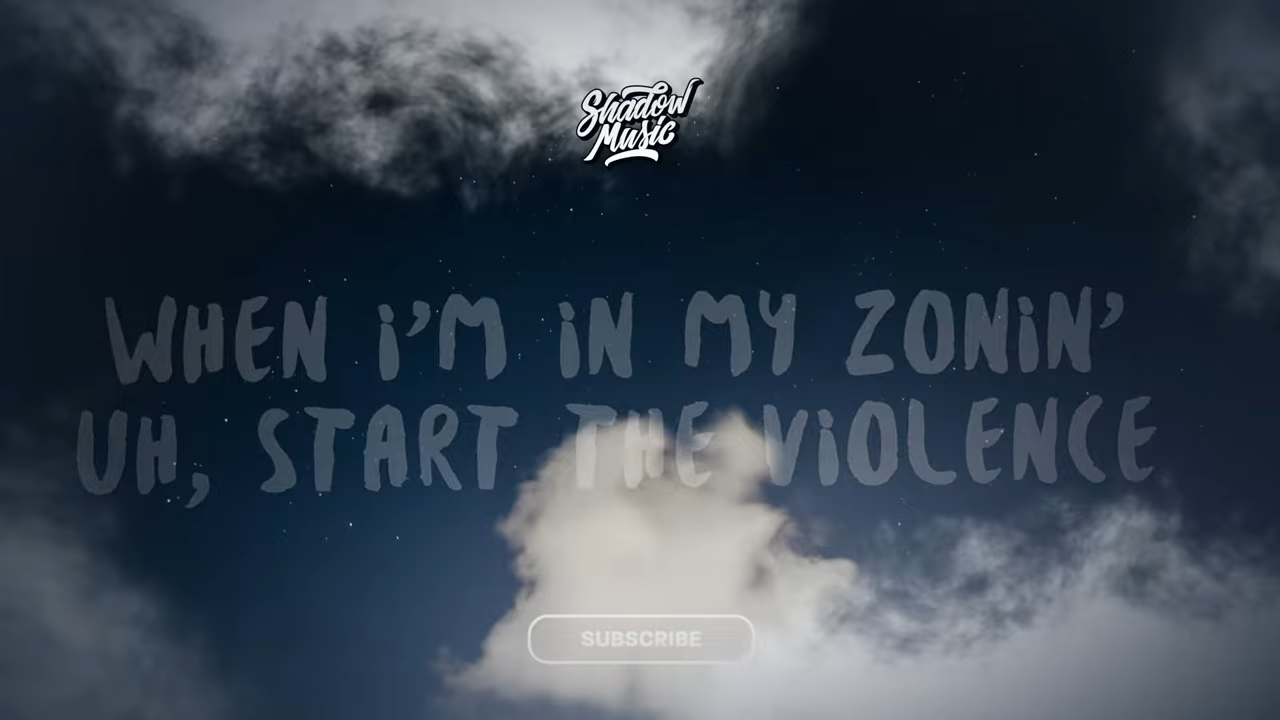 Shadow
Music
WHEN i'M iN MY ZONiN'
UH, START THE ViOLENCE
SUBSCRIBE